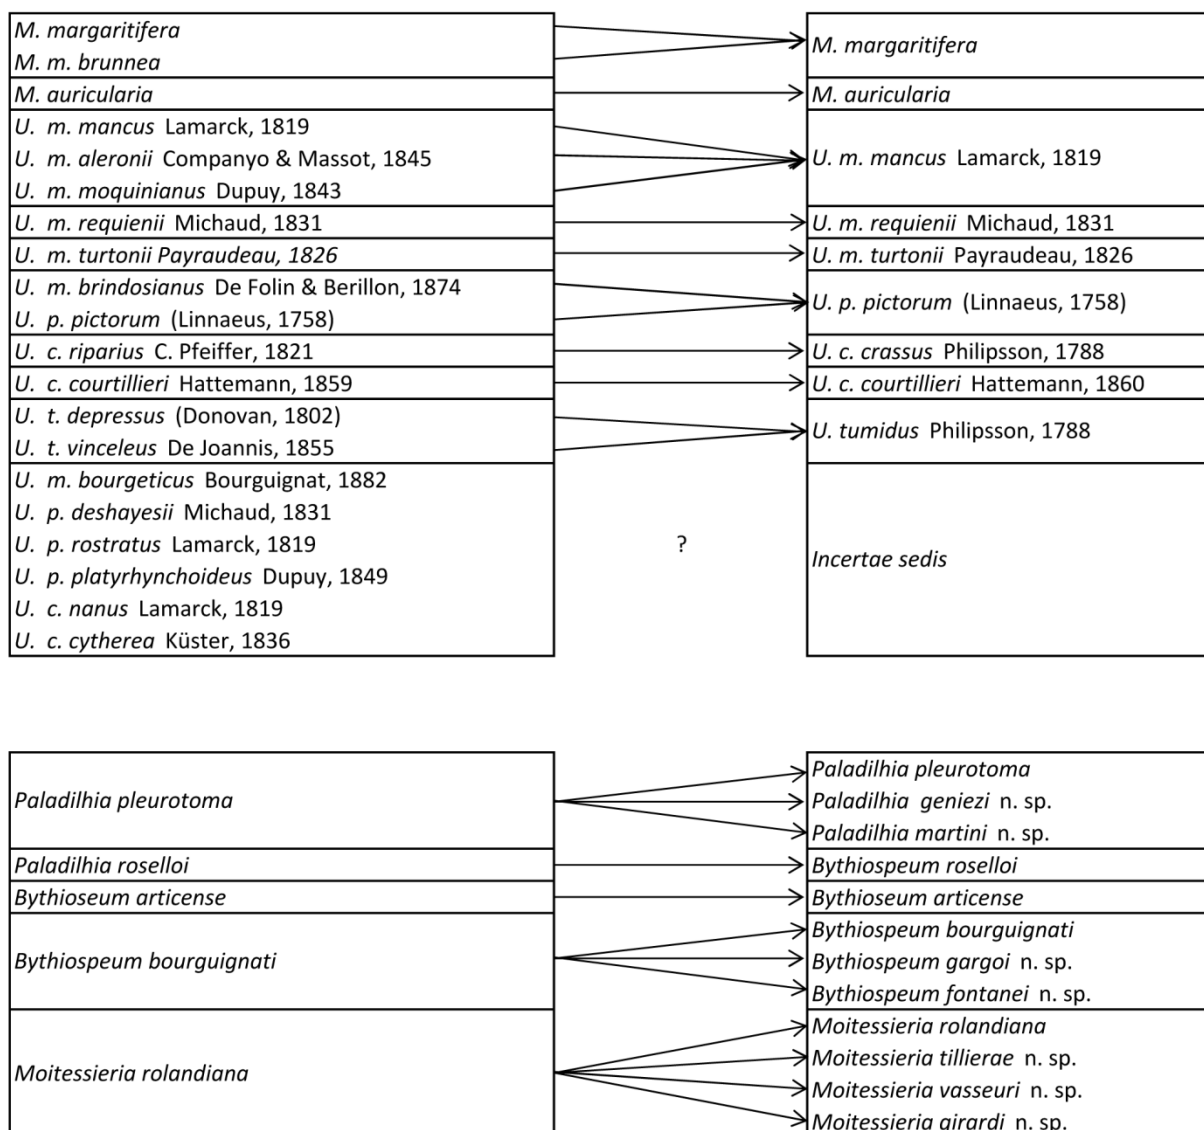 M. margaritifera
M. m. brunnea
M. margaritifera
M. auricularia
M. auricularia
U. m. mancus Lamarck, 1819
U. m. aleronii Companyo & Massot, 1845
U. m. moquinianus Dupuy, 1843
U. m. mancus Lamarck, 1819
U. m. requienii Michaud, 1831
U. m. requienii Michaud, 1831
U. m. turtonii Payraudeau, 1826
U. m. turtonii Payraudeau, 1826
U. m. brindosianus De Folin & Berillon, 1874
U. p. pictorum (Linnaeus, 1758)
U. p. pictorum (Linnaeus, 1758)
U. c. riparius C. Pfeiffer, 1821
U. c. crassus Philipsson, 1788
U. c. courtillieri Hattemann, 1859
U. c. courtillieri Hattemann, 1860
U. t. depressus (Donovan, 1802)
U. t. vinceleus De Joannis, 1855
U. tumidus Philipsson, 1788
U. m. bourgeticus Bourguignat, 1882
U. p. deshayesii Michaud, 1831
U. p. rostratus Lamarck, 1819
U. p. platyrhynchoideus Dupuy, 1849
U. c. nanus Lamarck, 1819
U. c. cytherea Küster, 1836
?
Incertae sedis
Paladilhia pleurotoma
Paladilhia pleurotoma
Paladilhia geniezi n. sp.
Paladilhia martini n. sp.
Paladilhia roselloi
Bythiospeum roselloi
Bythioseum articense
Bythioseum articense
Bythiospeum bourguignati
Bythiospeum bourguignati
Bythiospeum gargoi n. sp.
Bythiospeum fontanei n. sp.
Moitessieria rolandiana
Moitessieria rolandiana
Moitessieria tillierae n. sp.
Moitessieria vasseuri n. sp.
Moitessieria girardi n. sp.